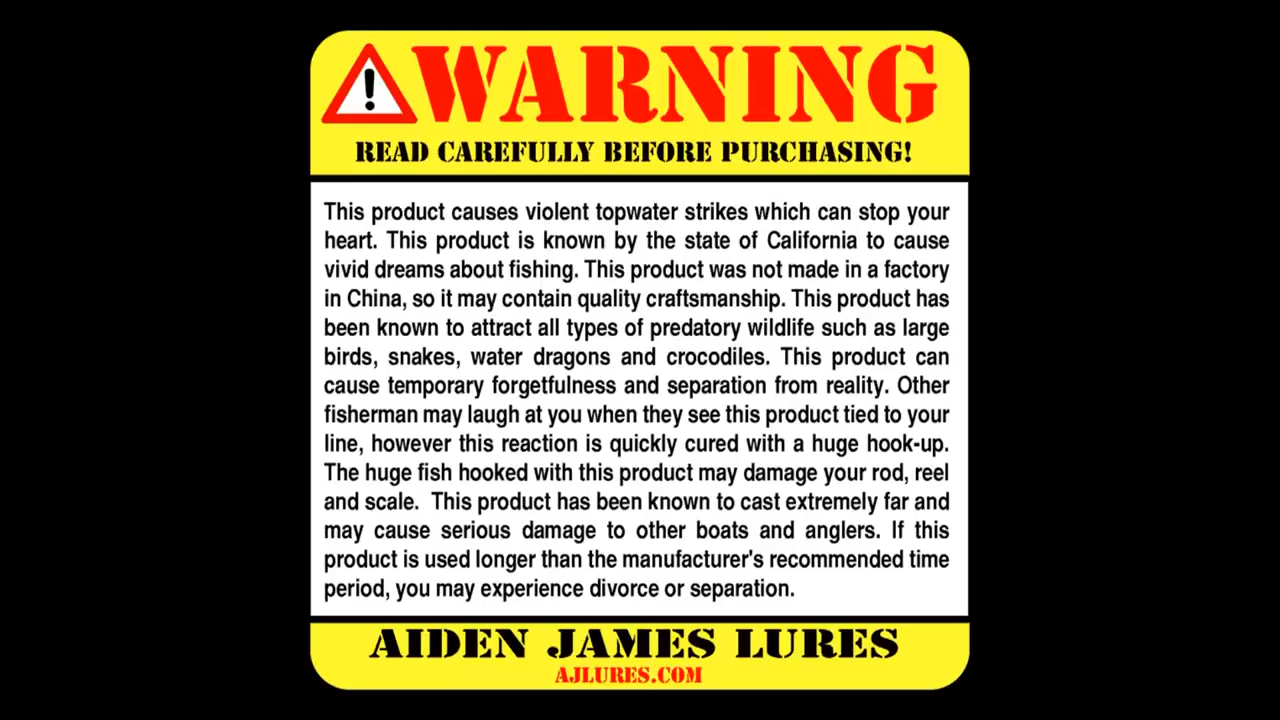 WARNING
READ CAREFULLY BEFORE PURCHASING!
This product causes violent topwater strikes which can stop your
heart. This product is known by the state of California to cause
vivid dreams about fishing. This product was not made in a factory
in China, so it may contain quality craftsmanship. This product has
been known to attract all types of predatory wildlife such as large
birds, snakes, water dragons and crocodiles. This product can
cause temporary forgetfulness and separation from reality. Other
fisherman may laugh at you when they see this product tied to your
line, however this reaction is quickly cured with a huge hook-up.
The huge fish hooked with this product may damage your rod, reel
and scale.  This product has been known to cast extremely far and
may cause serious damage to other boats and anglers. If this
product is used longer than the manufacturer's recommended time
period, you may experience divorce or separation.
AIDEN JAMES LURES
AJLURES.COM